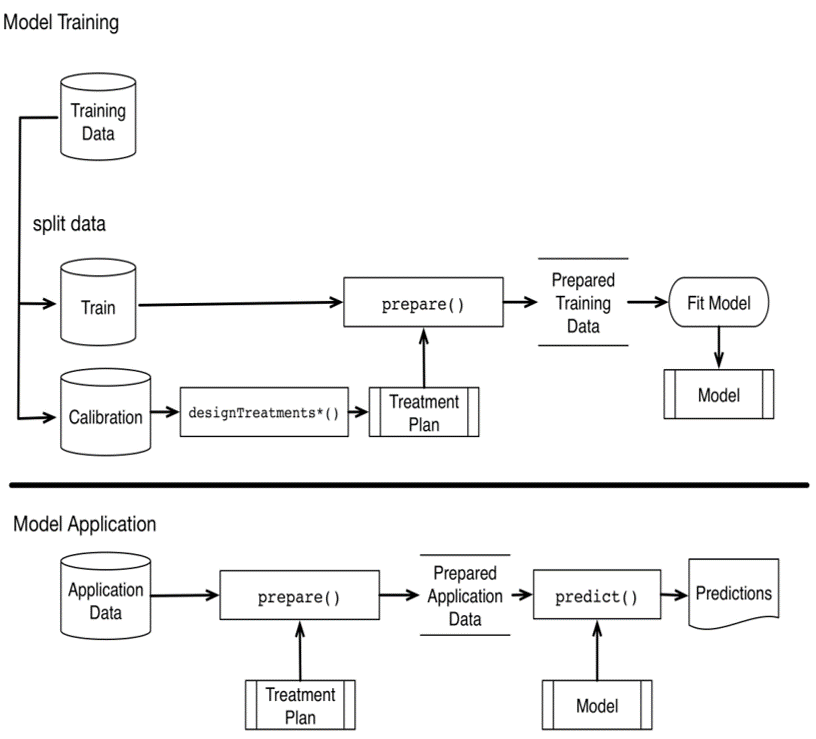 Model Training
Training
Data
split data
Train
prepare()
Prepared
Training
Data
Fit Model
Calibration
designTreatments*()
Treatment
Plan
Model
Model Application
Application
Data
prepare()
Prepared
Application
Data
predict()
Predictions
Treatment
Plan
Model